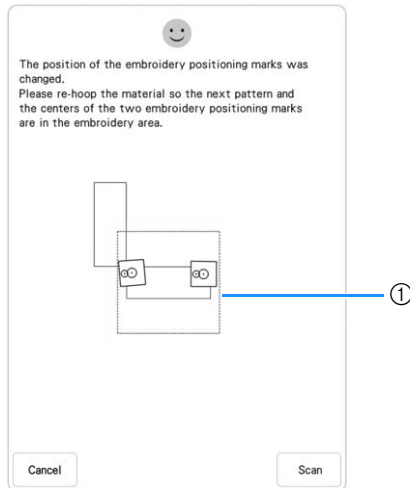 The position of the embroidery positioning marks was
changed.
Please re-hoop the material so the next pattern and
the centers of the two embroidery positioning marks
are in the embroidery area.
①
Cancel
Scan